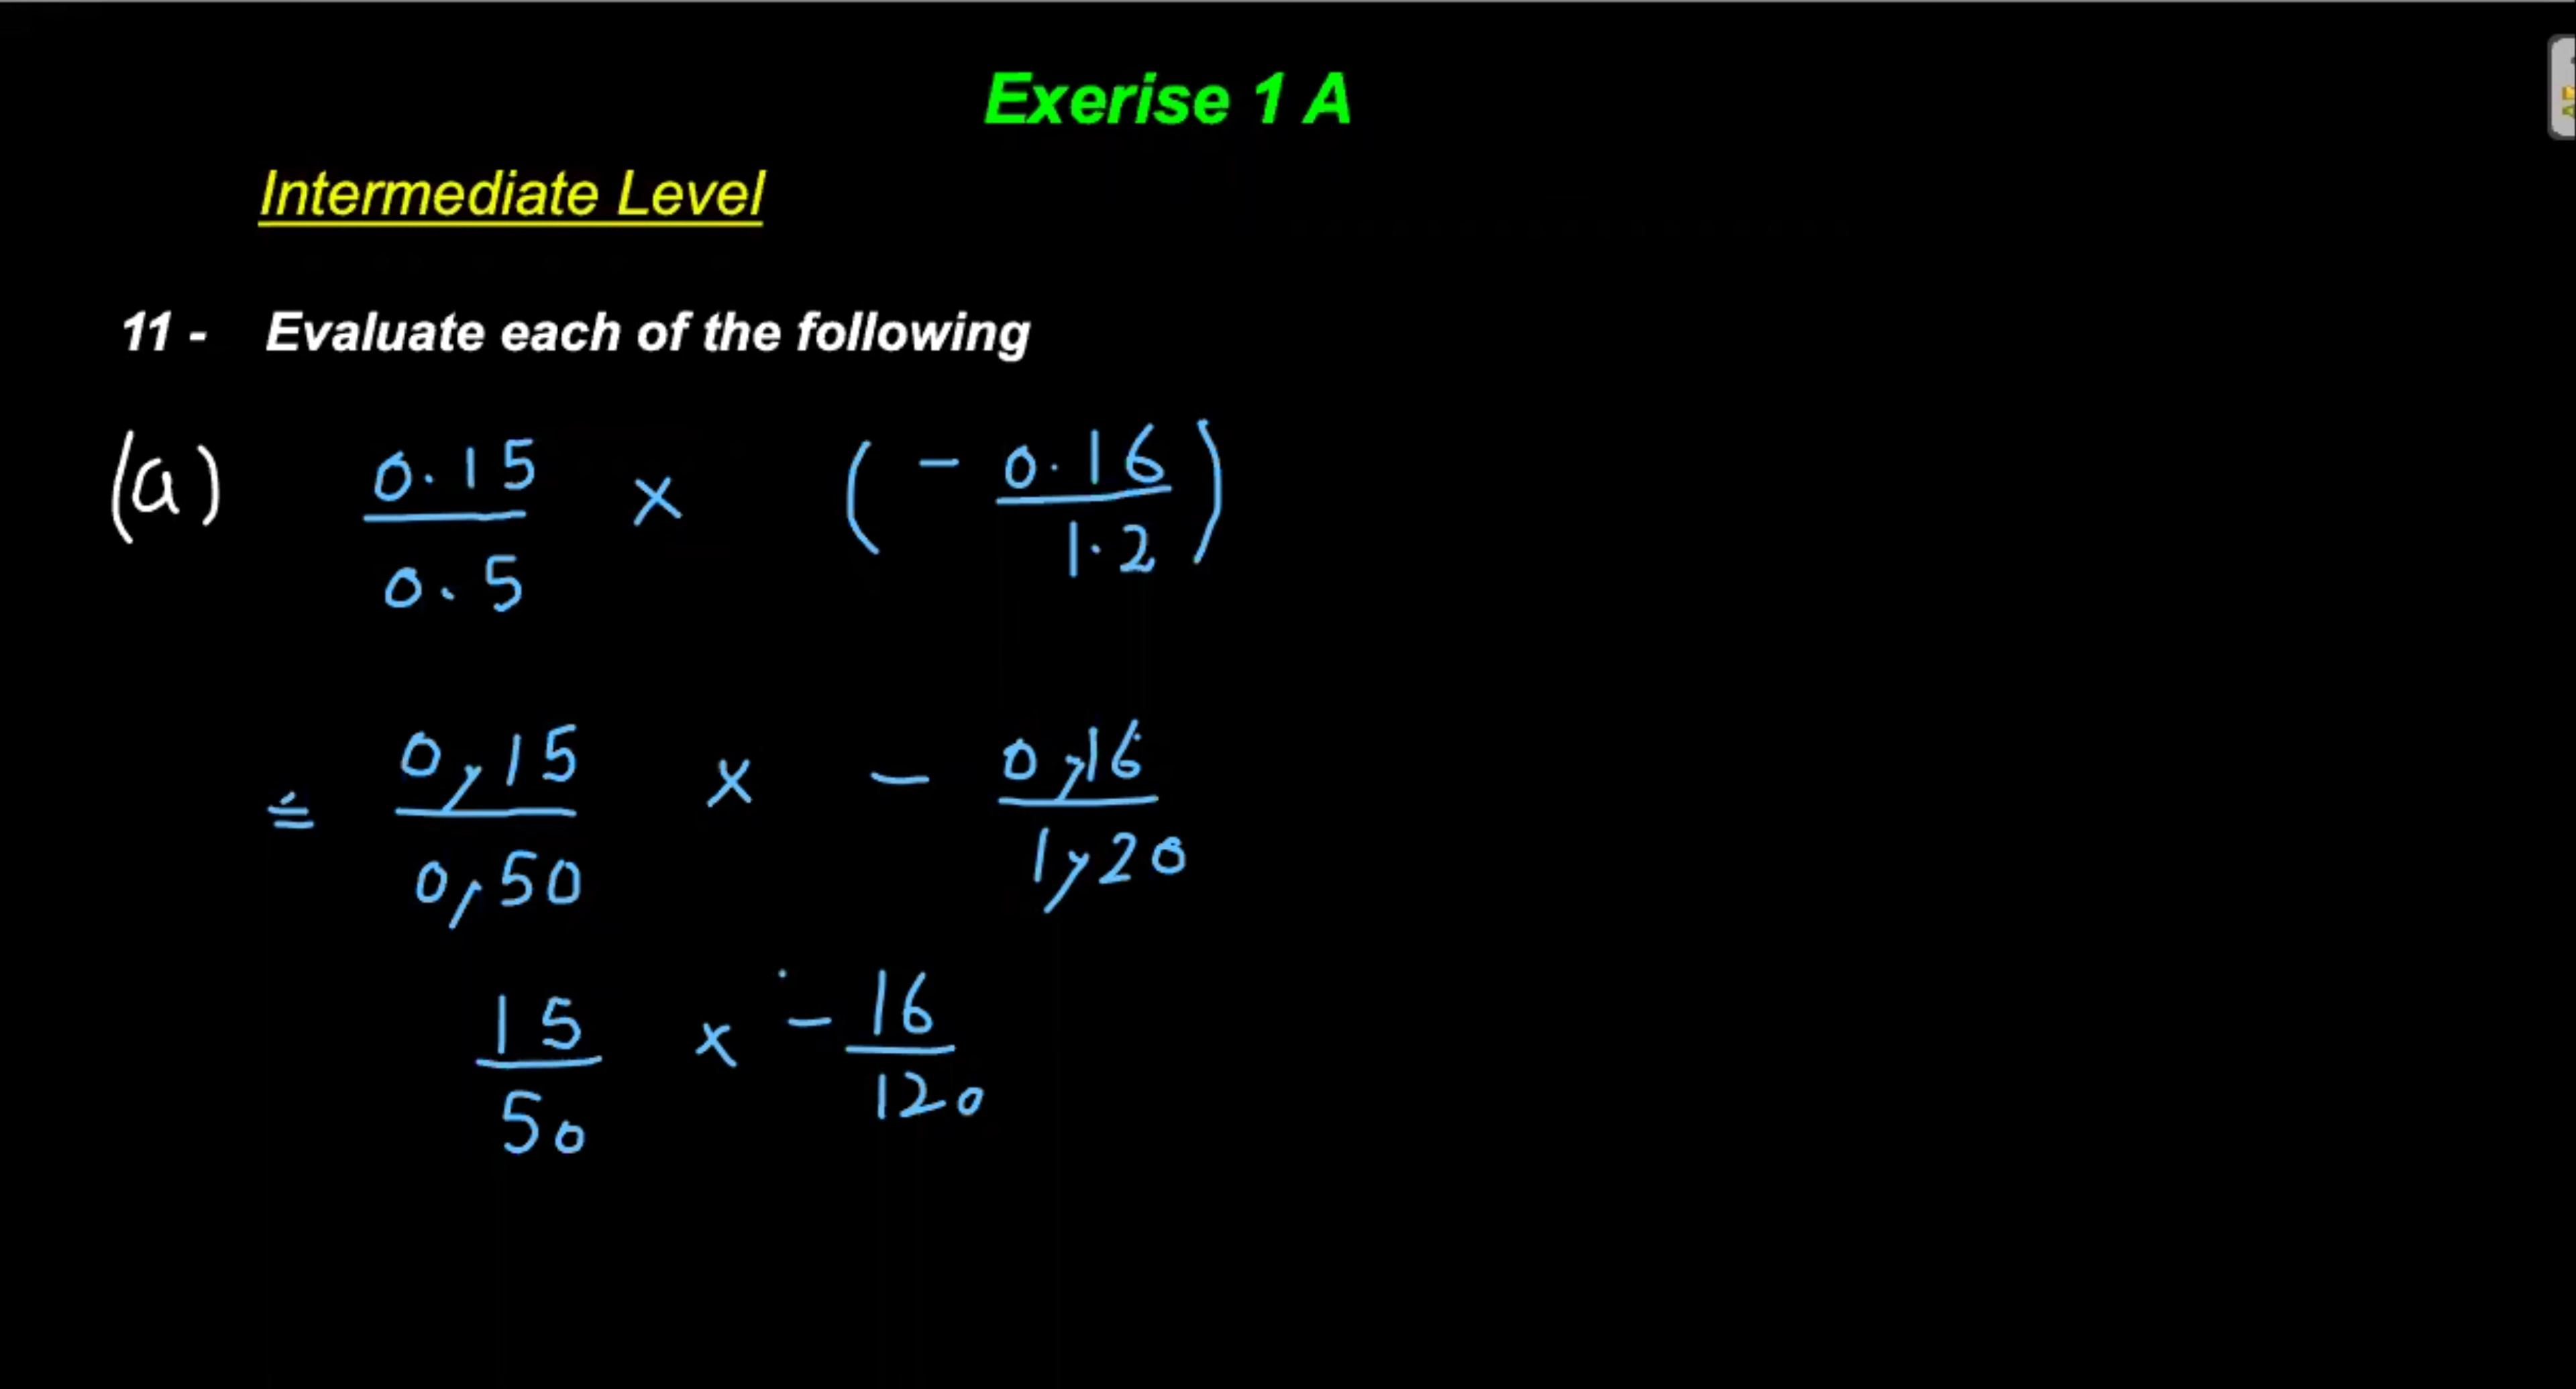 Exerise 1 A
Intermediate Level
11 - Evaluate each of the following
(a) 0.15 / 0.5 × (- 0.16 / 1.2)
= 0,15 / 0,50 × - 0,16 / 1,20
15 / 50 × - 16 / 120